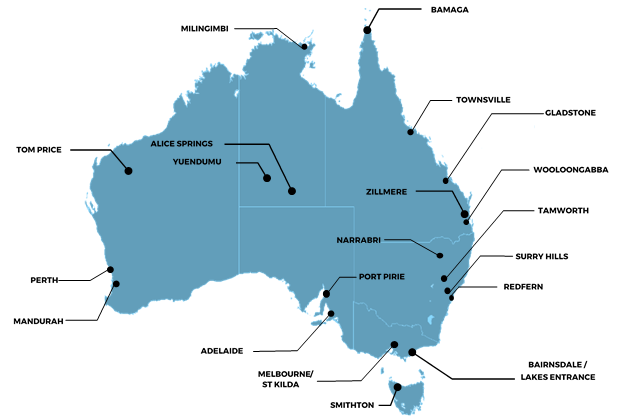 BAMAGA
MILINGIMBI
TOWNSVILLE
GLADSTONE
ALICE SPRINGS
TOM PRICE
YUENDUMU
WOOLOONGABBA
ZILLMERE
TAMWORTH
NARRABRI
SURRY HILLS
PORT PIRIE
PERTH
REDFERN
MANDURAH
ADELAIDE
BAIRNSDALE /
LAKES ENTRANCE
MELBOURNE/
ST KILDA
SMITHTON